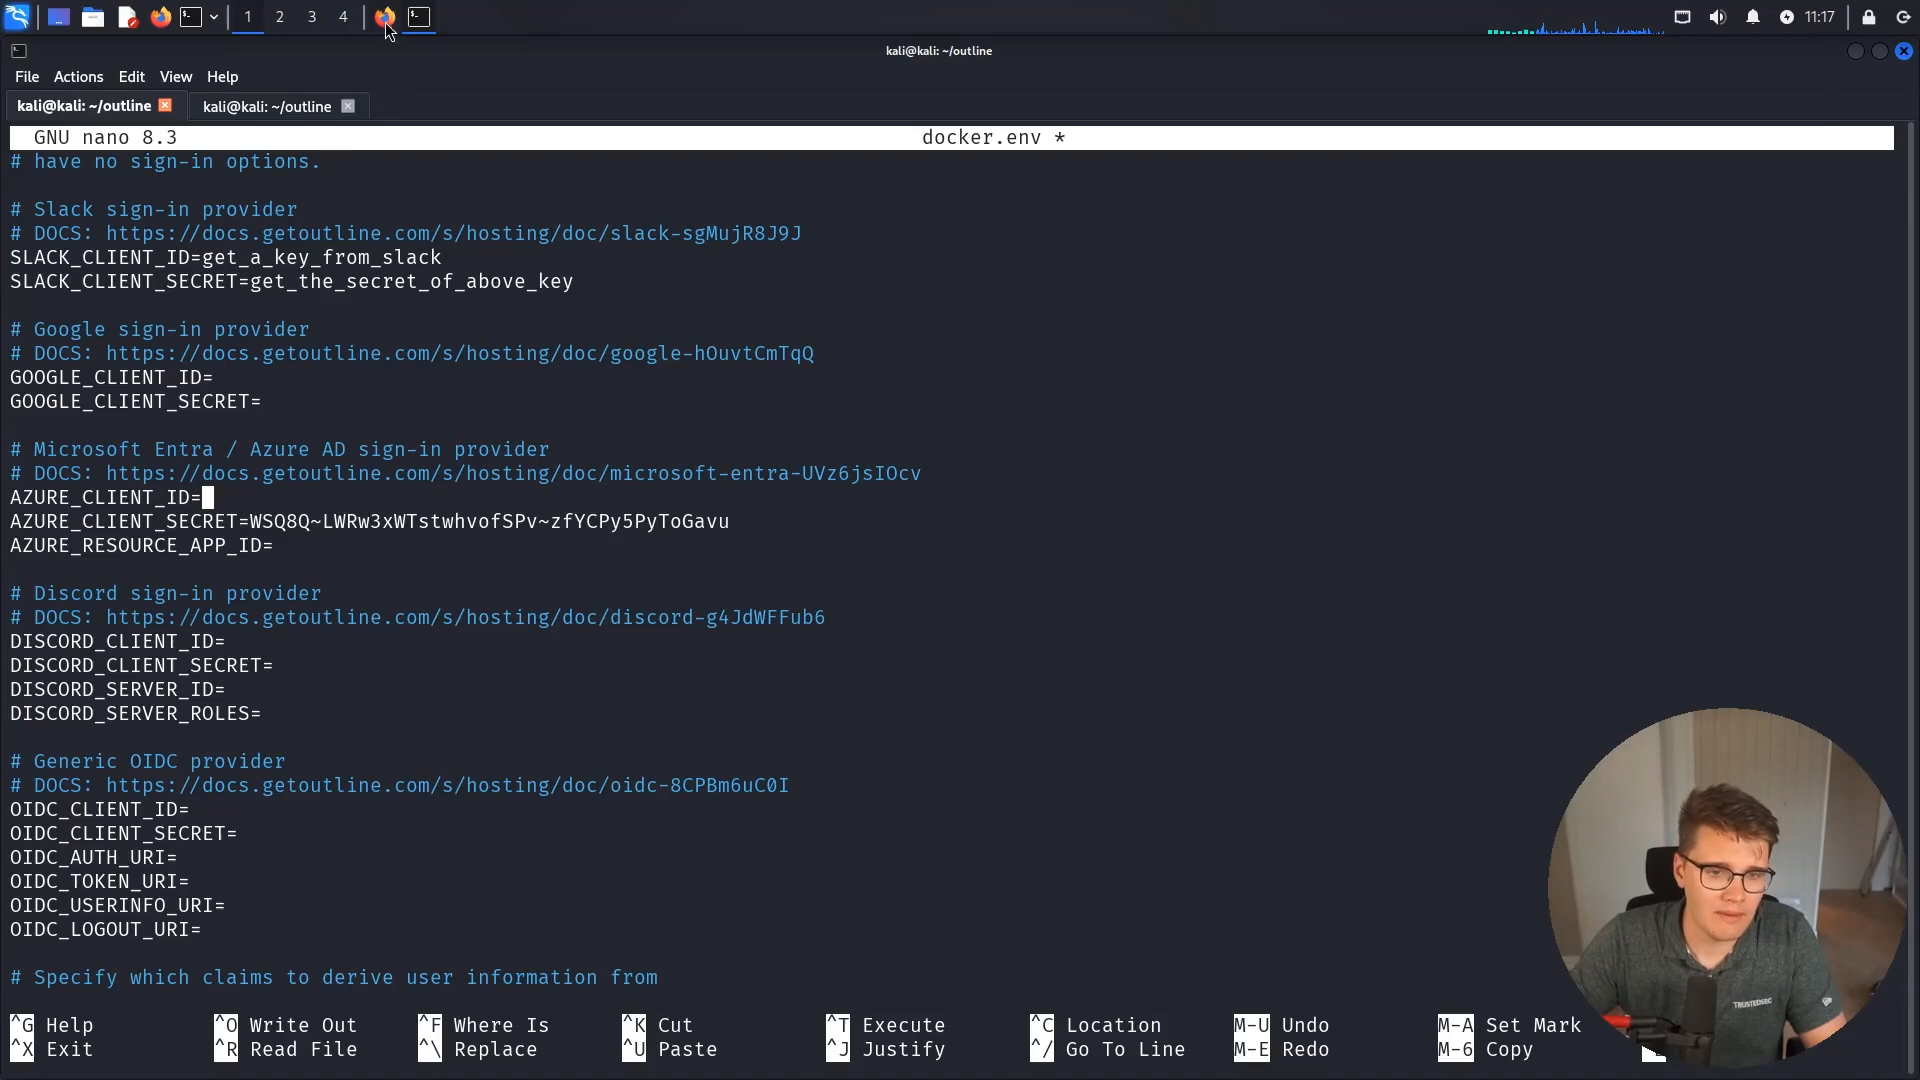 1 2 3 4 11:17
kali@kali: ~/outline
File Actions Edit View Help
kali@kali: ~/outline kali@kali: ~/outline
GNU nano 8.3 docker.env *
# have no sign-in options.
# Slack sign-in provider
# DOCS: https://docs.getoutline.com/s/hosting/doc/slack-sgMujR8J9J
SLACK_CLIENT_ID=get_a_key_from_slack
SLACK_CLIENT_SECRET=get_the_secret_of_above_key
# Google sign-in provider
# DOCS: https://docs.getoutline.com/s/hosting/doc/google-hOuvtCmTqQ
GOOGLE_CLIENT_ID=
GOOGLE_CLIENT_SECRET=
# Microsoft Entra / Azure AD sign-in provider
# DOCS: https://docs.getoutline.com/s/hosting/doc/microsoft-entra-UVz6jsIOcv
AZURE_CLIENT_ID=
AZURE_CLIENT_SECRET=WSQ8Q~LWRw3xWTstwhvofSPv~zfYCPy5PyToGavu
AZURE_RESOURCE_APP_ID=
# Discord sign-in provider
# DOCS: https://docs.getoutline.com/s/hosting/doc/discord-g4JdWFFub6
DISCORD_CLIENT_ID=
DISCORD_CLIENT_SECRET=
DISCORD_SERVER_ID=
DISCORD_SERVER_ROLES=
# Generic OIDC provider
# DOCS: https://docs.getoutline.com/s/hosting/doc/oidc-8CPBm6uC0I
OIDC_CLIENT_ID=
OIDC_CLIENT_SECRET=
OIDC_AUTH_URI=
OIDC_TOKEN_URI=
OIDC_USERINFO_URI=
OIDC_LOGOUT_URI=
# Specify which claims to derive user information from
TRUSTEDSEC
^G Help ^O Write Out ^F Where Is ^K Cut ^T Execute ^C Location M-U Undo M-A Set Mark
^X Exit ^R Read File ^\ Replace ^U Paste ^J Justify ^/ Go To Line M-E Redo M-6 Copy